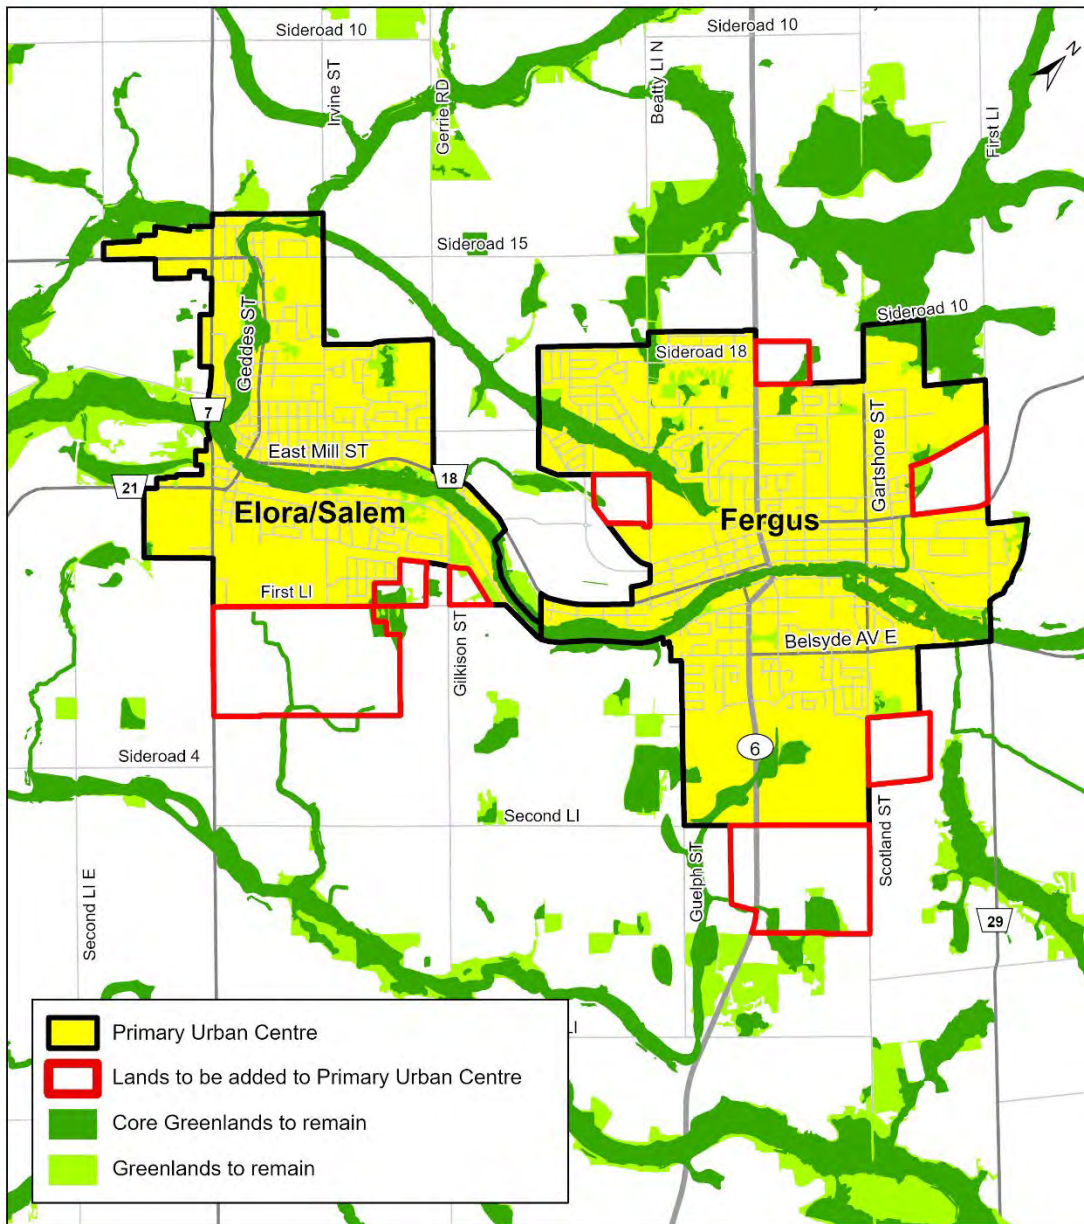 Sideroad 10
Sideroad 10
N
Irvine ST
Gerrie RD
Beatty LI N
First LI
Sideroad 15
Sideroad 10
Geddes ST
Sideroad 18
7
Gartshore ST
East Mill ST
18
21
Elora/Salem
Fergus
First LI
Gilkison ST
Belsyde AV E
Sideroad 4
6
Second LI
Scotland ST
Guelph ST
Second LI E
29
LI
Primary Urban Centre
Lands to be added to Primary Urban Centre
Core Greenlands to remain
Greenlands to remain